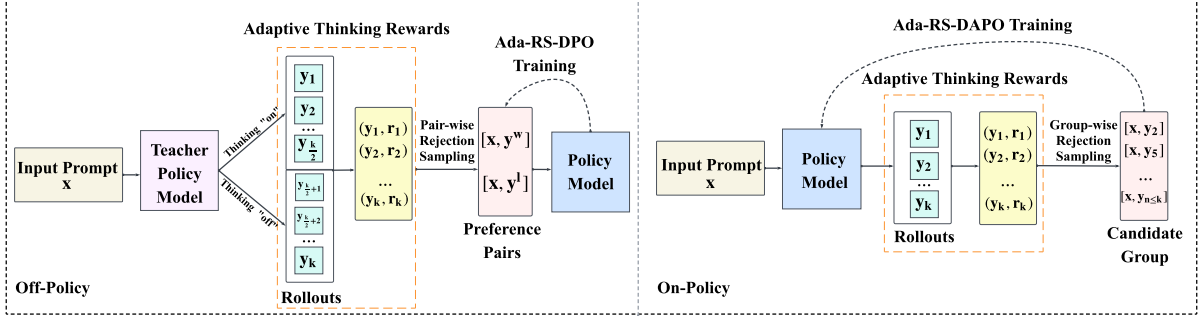 Adaptive Thinking Rewards
Ada-RS-DPO
Training
Input Prompt
x
Teacher
Policy
Model
Thinking "on"
Thinking "off"
y1
y2
...
y k/2
y k/2+1
y k/2+2
...
yk
Rollouts
(y1, r1)
(y2, r2)
...
(yk, rk)
Pair-wise
Rejection
Sampling
[x, y^w]
[x, y^l]
Preference
Pairs
Policy
Model
Off-Policy
Ada-RS-DAPO Training
Adaptive Thinking Rewards
Input Prompt
x
Policy
Model
y1
y2
...
yk
Rollouts
(y1, r1)
(y2, r2)
...
(yk, rk)
Group-wise
Rejection
Sampling
[x, y2]
[x, y5]
...
[x, yn≤k]
Candidate
Group
On-Policy